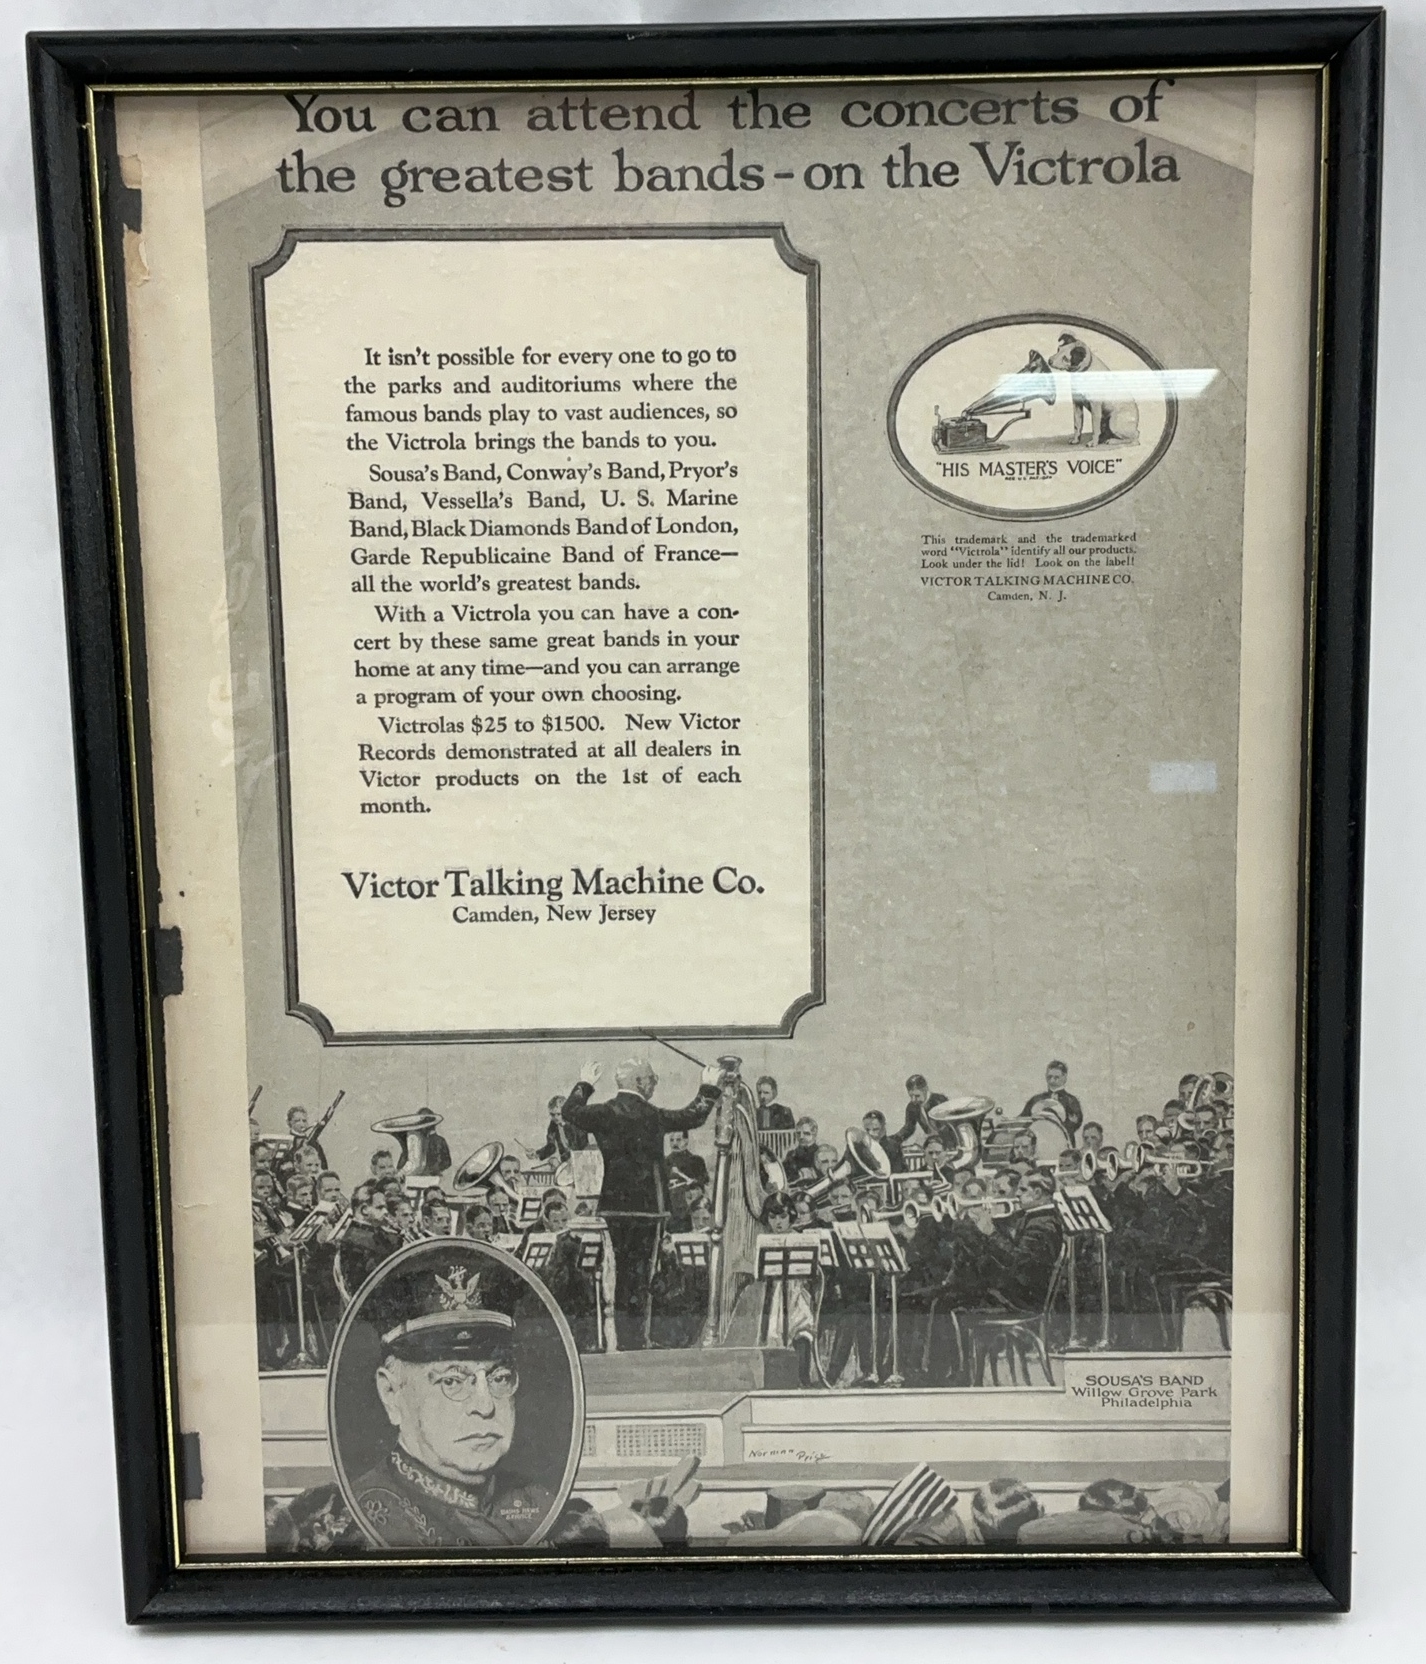 You can attend the concerts of
the greatest bands-on the Victrola
It isn't possible for every one to go to
the parks and auditoriums where the
famous bands play to vast audiences, so
the Victrola brings the bands to you.
Sousa's Band, Conway's Band, Pryor's
Band, Vessella's Band, U. S. Marine
Band, Black Diamonds Band of London,
Garde Republicaine Band of France—
all the world's greatest bands.
With a Victrola you can have a con-
cert by these same great bands in your
home at any time—and you can arrange
a program of your own choosing.
Victrolas $25 to $1500. New Victor
Records demonstrated at all dealers in
Victor products on the 1st of each
month.
Victor Talking Machine Co.
Camden, New Jersey
"HIS MASTER'S VOICE"
REG. U.S. PAT. OFF.
This trademark and the trademarked
word "Victrola" identify all our products.
Look under the lid! Look on the label!
VICTOR TALKING MACHINE CO.
Camden, N. J.
SOUSA'S BAND
Willow Grove Park
Philadelphia
Norman Price
©
BAINS NEWS
SERVICE